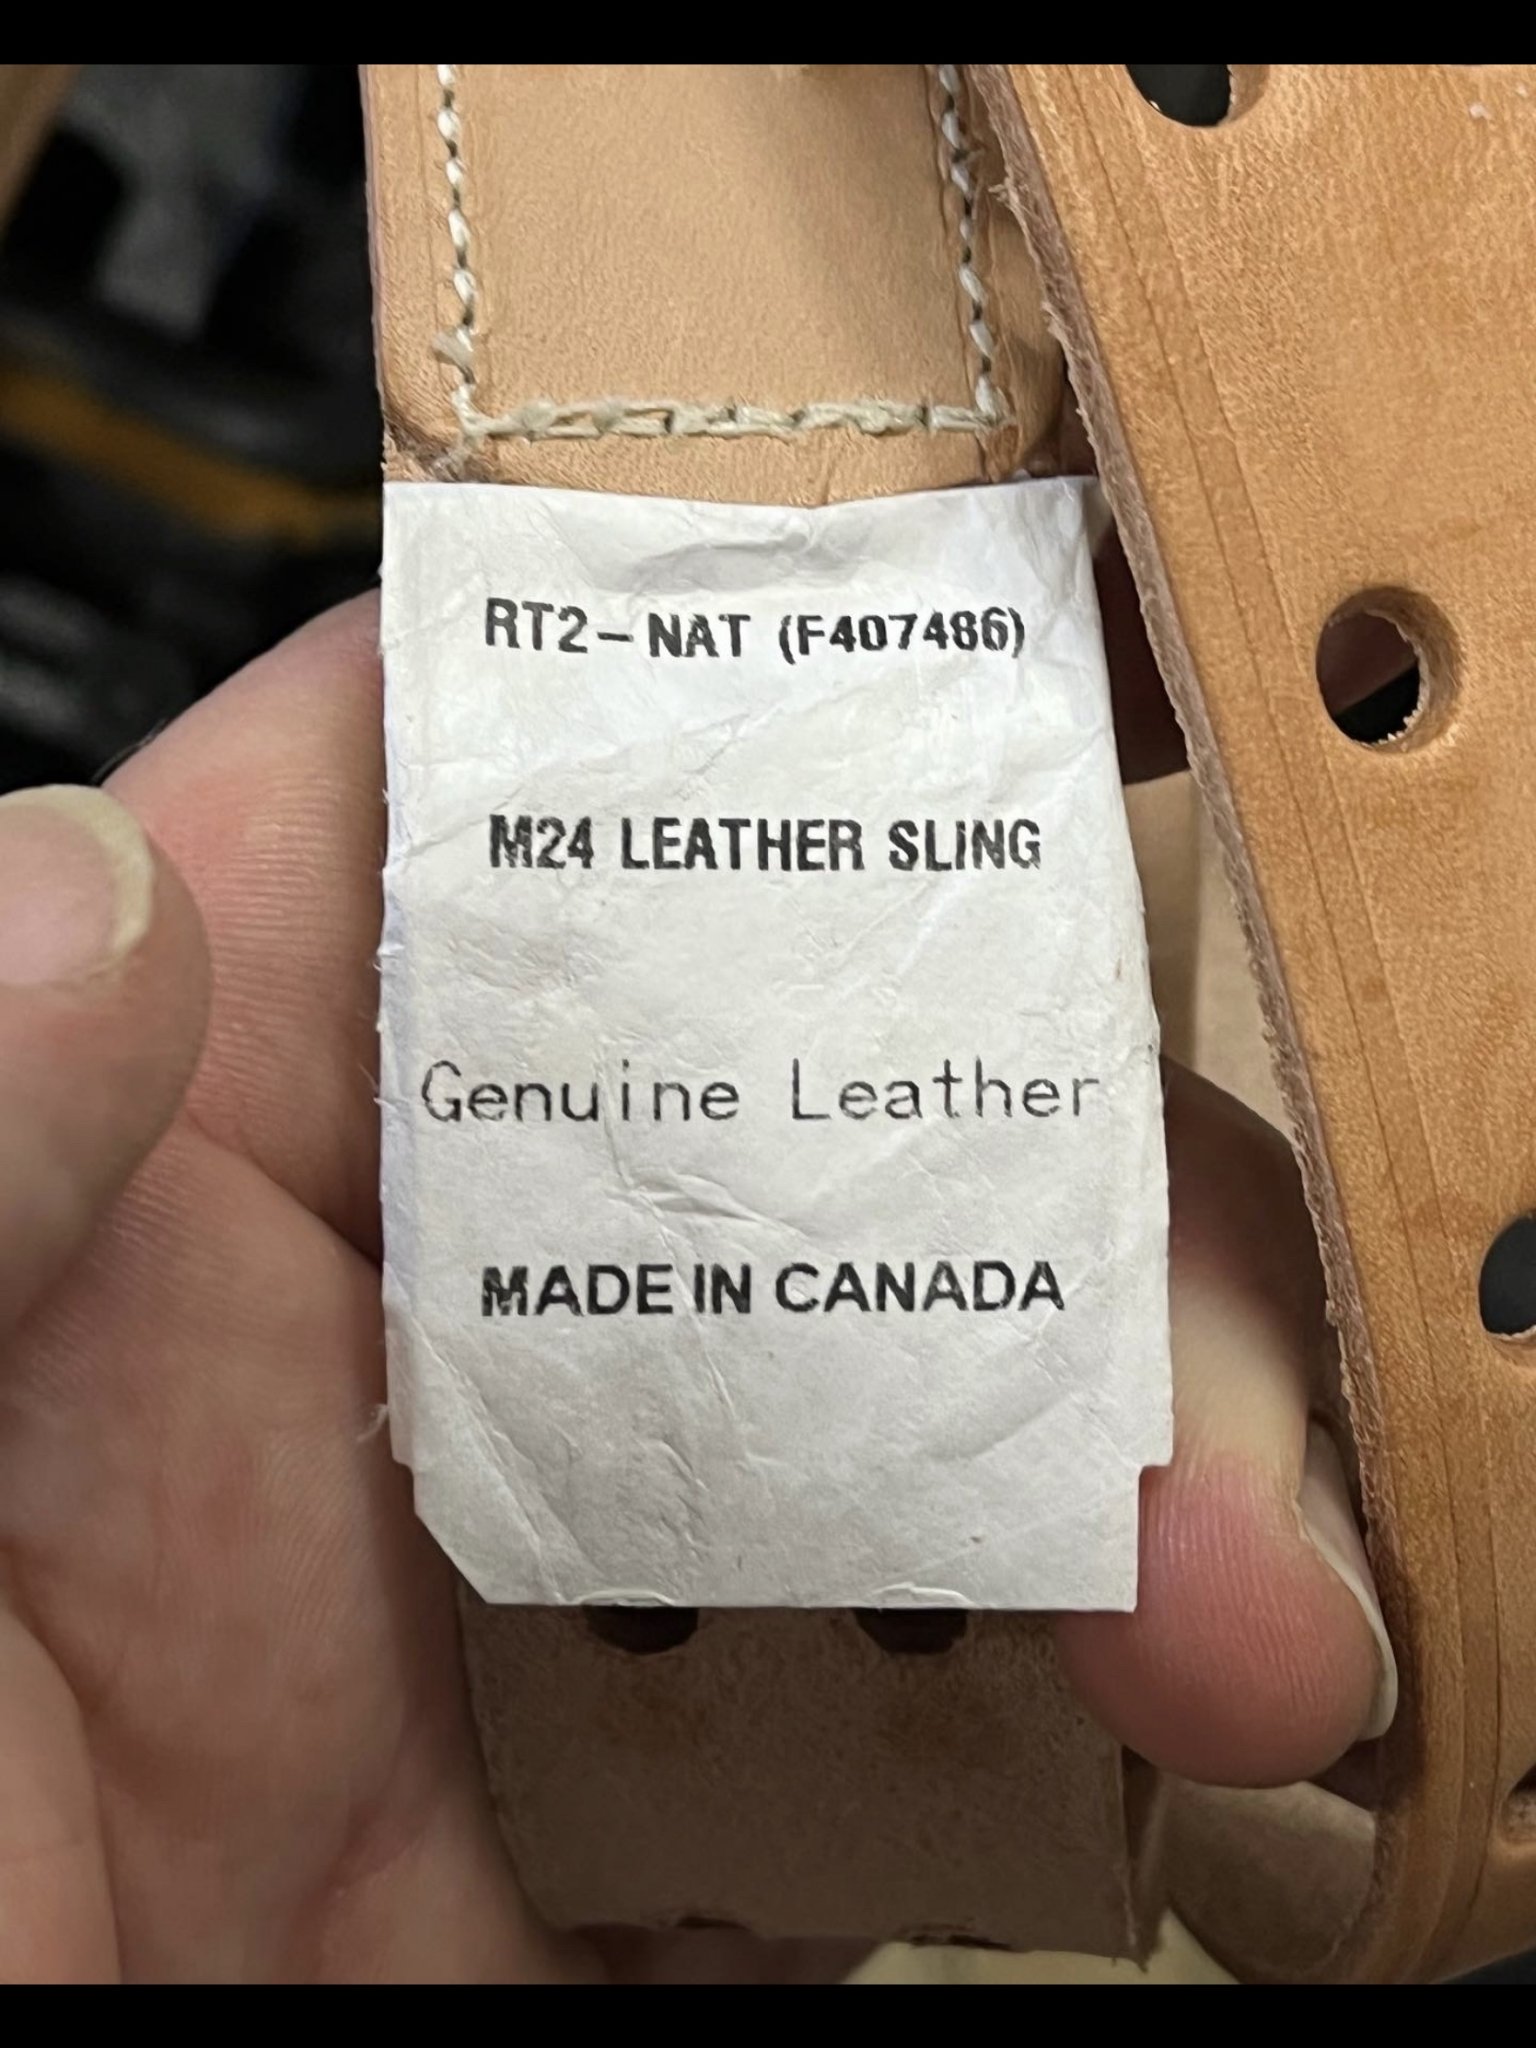 RT2-NAT (F407486)
M24 LEATHER SLING
Genuine Leather
MADE IN CANADA